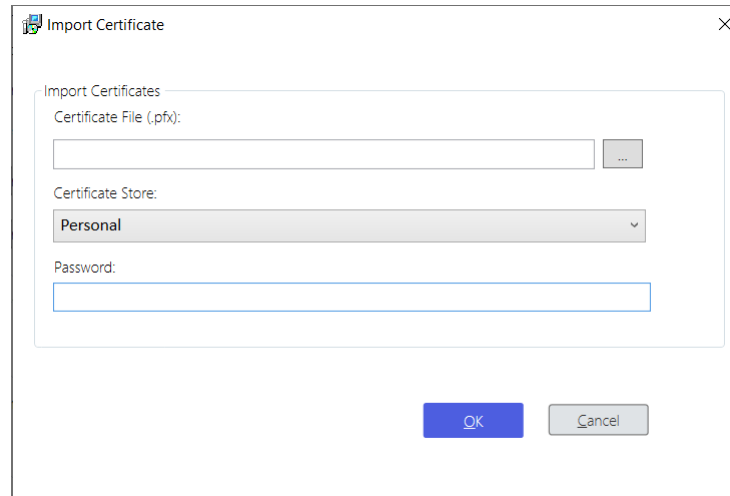 Import Certificate
Import Certificates
Certificate File (.pfx):
...
Certificate Store:
Personal
Password:
OK
Cancel